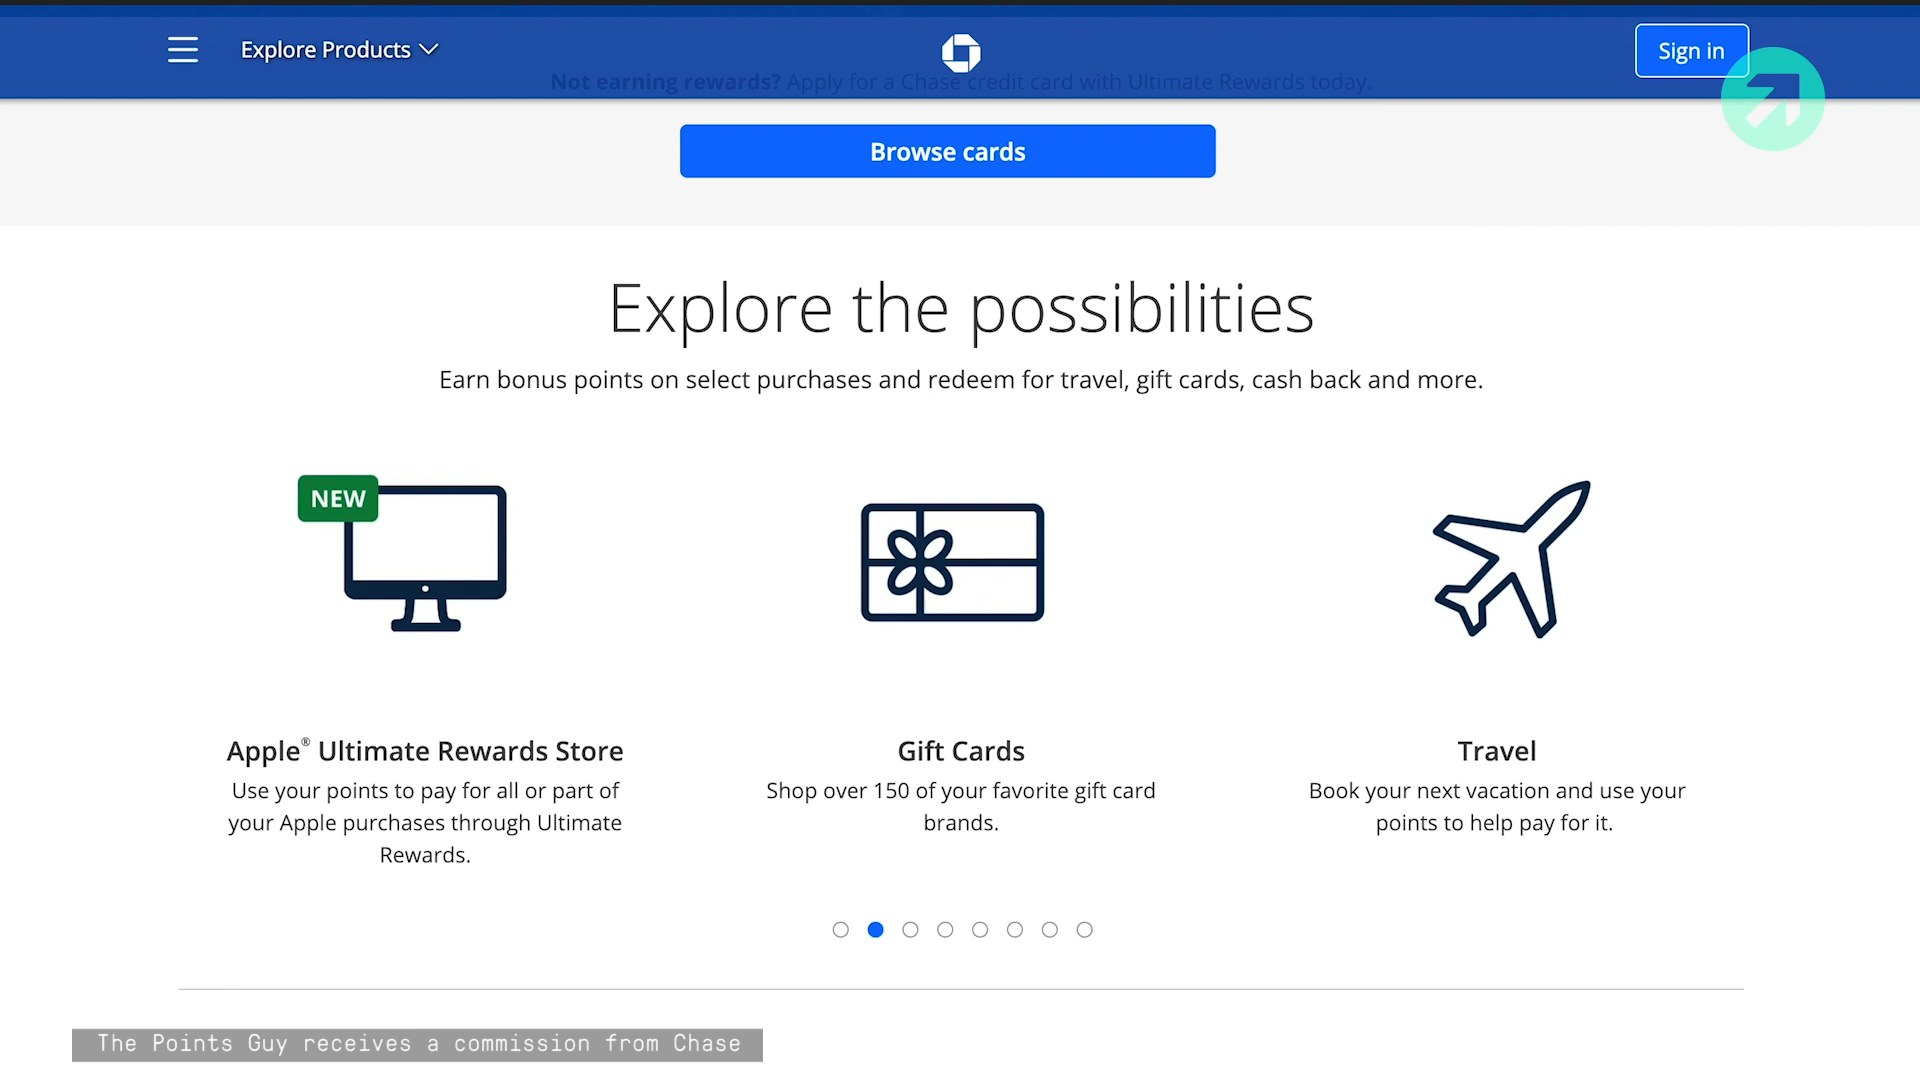 Explore Products
Sign in
Not earning rewards? Apply for a Chase credit card with Ultimate Rewards today.
Browse cards
Explore the possibilities
Earn bonus points on select purchases and redeem for travel, gift cards, cash back and more.
NEW
Apple® Ultimate Rewards Store
Use your points to pay for all or part of
your Apple purchases through Ultimate
Rewards.
Gift Cards
Shop over 150 of your favorite gift card
brands.
Travel
Book your next vacation and use your
points to help pay for it.
The Points Guy receives a commission from Chase